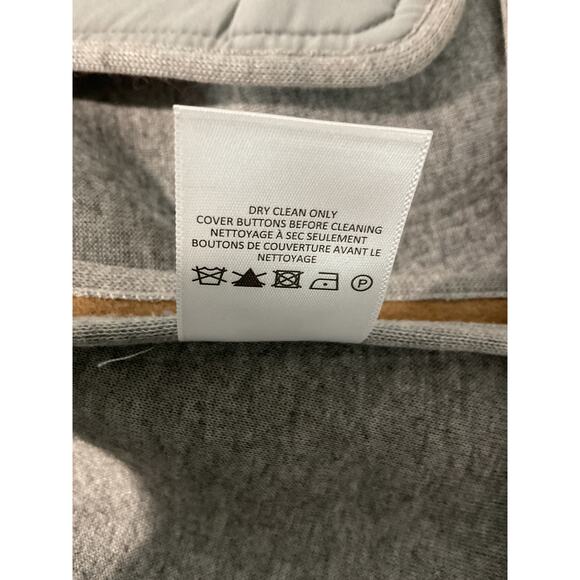 DRY CLEAN ONLY
COVER BUTTONS BEFORE CLEANING
NETTOYAGE À SEC SEULEMENT
BOUTONS DE COUVERTURE AVANT LE
NETTOYAGE
P